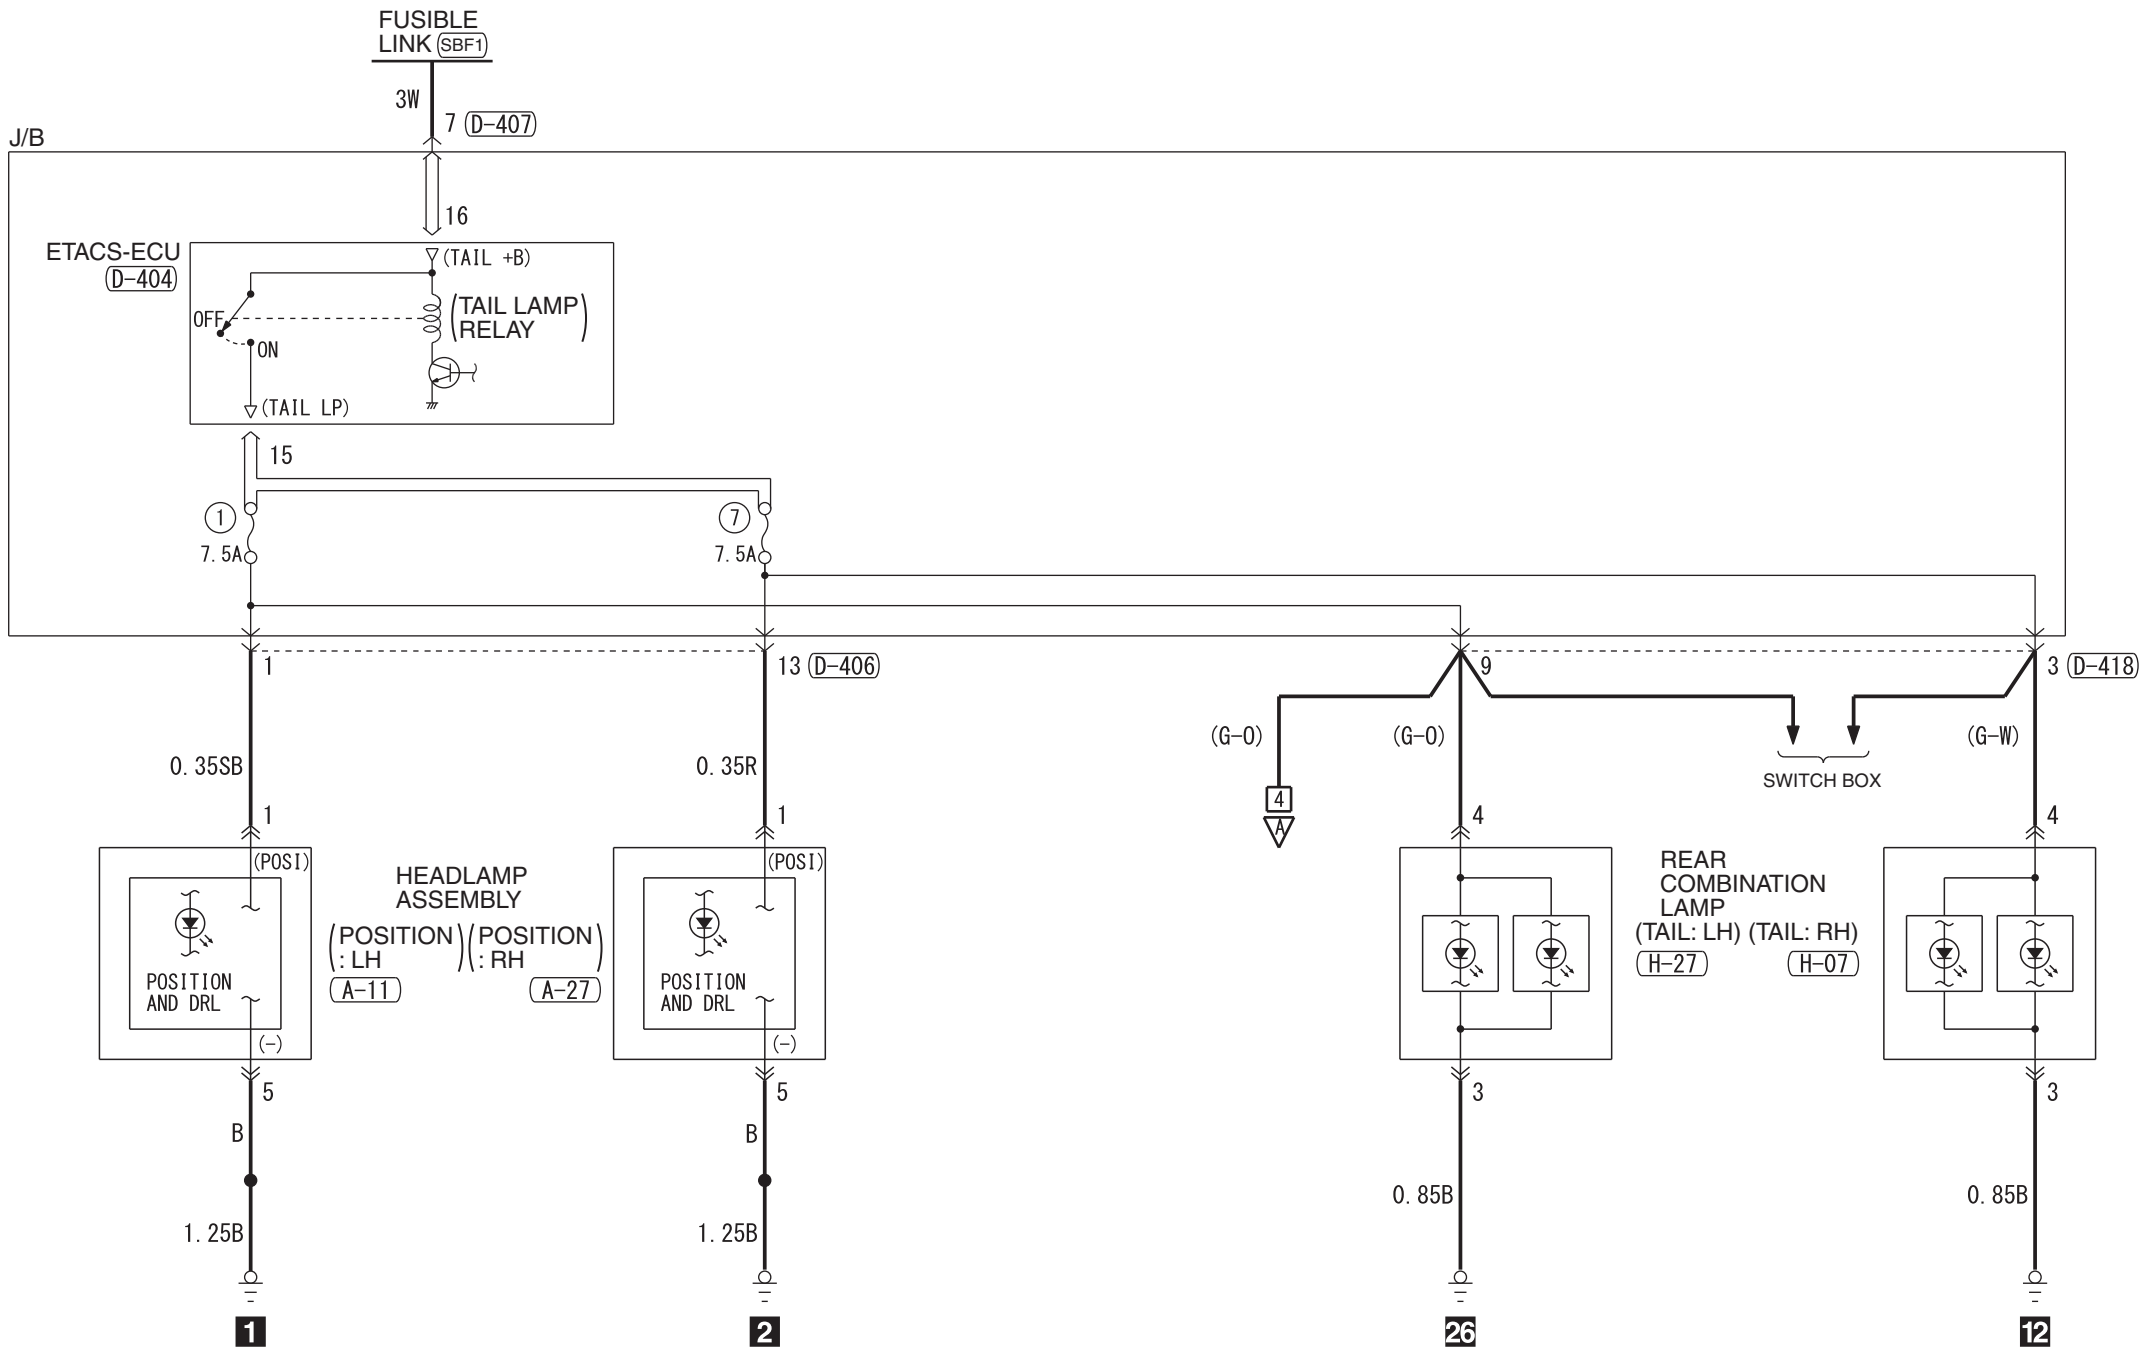 FUSIBLE
LINK SBF1
3W
7 D-407
J/B
16
ETACS-ECU
D-404
(TAIL +B)
(TAIL LAMP
RELAY)
OFF
ON
(TAIL LP)
15
1
7.5A
7
7.5A
1
13 D-406
9
3 D-418
0.35SB
0.35R
(G-O)
(G-O)
(G-W)
SWITCH BOX
4
A
1
1
4
4
(POSI)
(POSI)
HEADLAMP
ASSEMBLY
(POSITION
: LH)
(POSITION
: RH)
A-11
A-27
POSITION
AND DRL
POSITION
AND DRL
REAR
COMBINATION
LAMP
(TAIL: LH) (TAIL: RH)
H-27
H-07
(-)
(-)
5
5
3
3
B
B
0.85B
0.85B
1.25B
1.25B
1
2
26
12